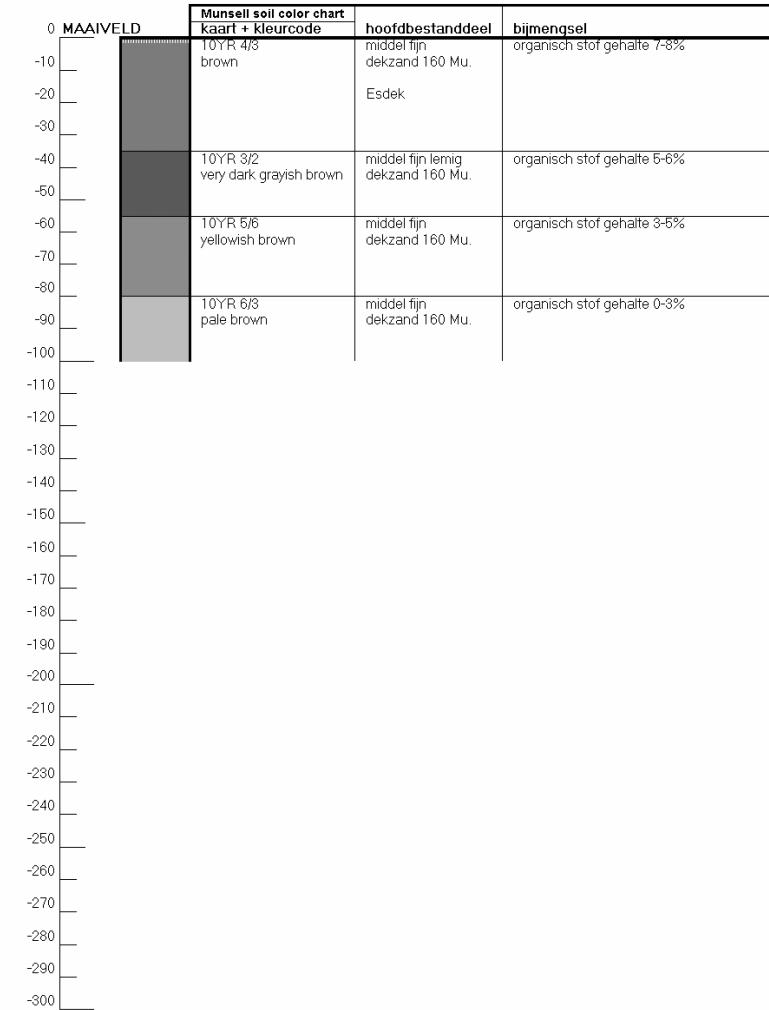 Munsell soil color chart
0 MAAIVELD kaart + kleurcode hoofdbestanddeel bijmengsel
10YR 4/3 middel fijn organisch stof gehalte 7-8%
-10 brown dekzand 160 Mu.
-20 Esdek
-30
-40 10YR 3/2 middel fijn lemig organisch stof gehalte 5-6%
very dark grayish brown dekzand 160 Mu.
-50
-60 10YR 5/6 middel fijn organisch stof gehalte 3-5%
yellowish brown dekzand 160 Mu.
-70
-80
10YR 6/3 middel fijn organisch stof gehalte 0-3%
-90 pale brown dekzand 160 Mu.
-100
-110
-120
-130
-140
-150
-160
-170
-180
-190
-200
-210
-220
-230
-240
-250
-260
-270
-280
-290
-300